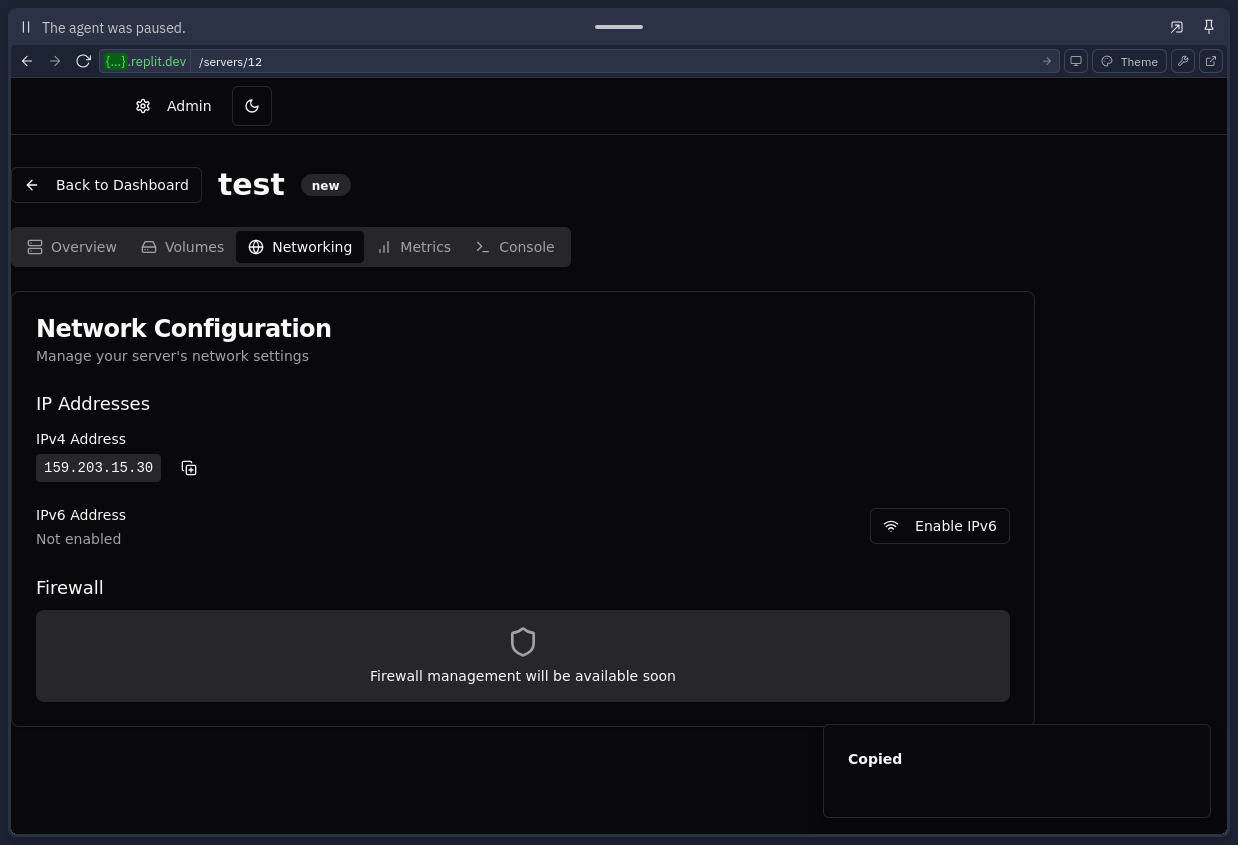 The agent was paused.
{...}.replit.dev /servers/12
Theme
Admin
Back to Dashboard
test
new
Overview
Volumes
Networking
Metrics
Console
Network Configuration
Manage your server's network settings
IP Addresses
IPv4 Address
159.203.15.30
IPv6 Address
Not enabled
Enable IPv6
Firewall
Firewall management will be available soon
Copied